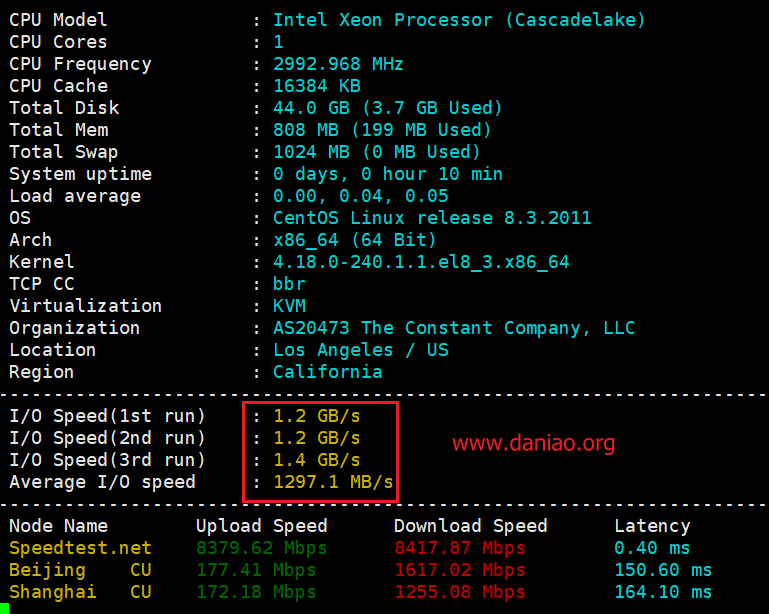 CPU Model : Intel Xeon Processor (Cascadelake)
CPU Cores : 1
CPU Frequency : 2992.968 MHz
CPU Cache : 16384 KB
Total Disk : 44.0 GB (3.7 GB Used)
Total Mem : 808 MB (199 MB Used)
Total Swap : 1024 MB (0 MB Used)
System uptime : 0 days, 0 hour 10 min
Load average : 0.00, 0.04, 0.05
OS : CentOS Linux release 8.3.2011
Arch : x86_64 (64 Bit)
Kernel : 4.18.0-240.1.1.el8_3.x86_64
TCP CC : bbr
Virtualization : KVM
Organization : AS20473 The Constant Company, LLC
Location : Los Angeles / US
Region : California
----------------------------------------------------------------------
I/O Speed(1st run) : 1.2 GB/s
I/O Speed(2nd run) : 1.2 GB/s
www.daniao.org
I/O Speed(3rd run) : 1.4 GB/s
Average I/O speed : 1297.1 MB/s
----------------------------------------------------------------------
Node Name Upload Speed Download Speed Latency
Speedtest.net 8379.62 Mbps 8417.87 Mbps 0.40 ms
Beijing CU 177.41 Mbps 1617.02 Mbps 150.60 ms
Shanghai CU 172.18 Mbps 1255.08 Mbps 164.10 ms